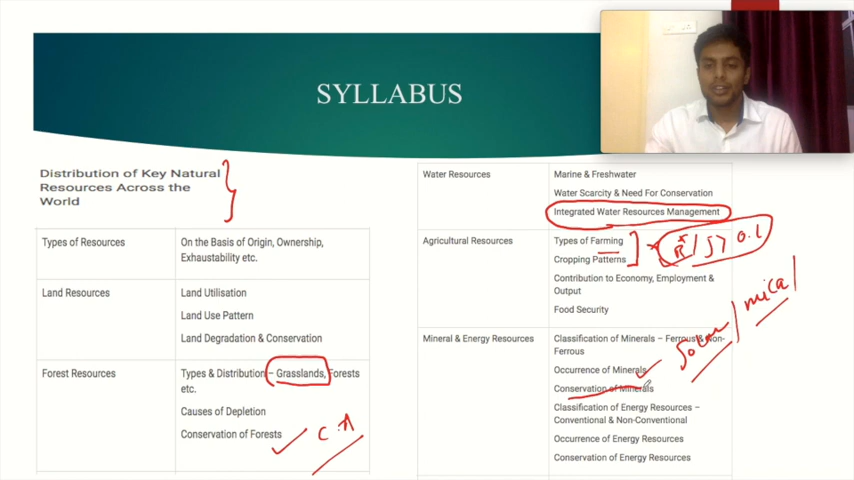 SYLLABUS
Distribution of Key Natural
Resources Across the
World
Types of Resources
On the Basis of Origin, Ownership,
Exhaustibility etc.
Land Resources
Land Utilisation
Land Use Pattern
Land Degradation & Conservation
Forest Resources
Types & Distribution – Grasslands, Forests
etc.
Causes of Depletion
Conservation of Forests
C.A
Water Resources
Marine & Freshwater
Water Scarcity & Need For Conservation
Integrated Water Resources Management
Agricultural Resources
Types of Farming
Cropping Patterns
Contribution to Economy, Employment &
Output
Food Security
Mineral & Energy Resources
Classification of Minerals – Ferrous & Non-
Ferrous
Occurrence of Minerals
Conservation of Minerals
Classification of Energy Resources –
Conventional & Non-Conventional
Occurrence of Energy Resources
Conservation of Energy Resources
mica